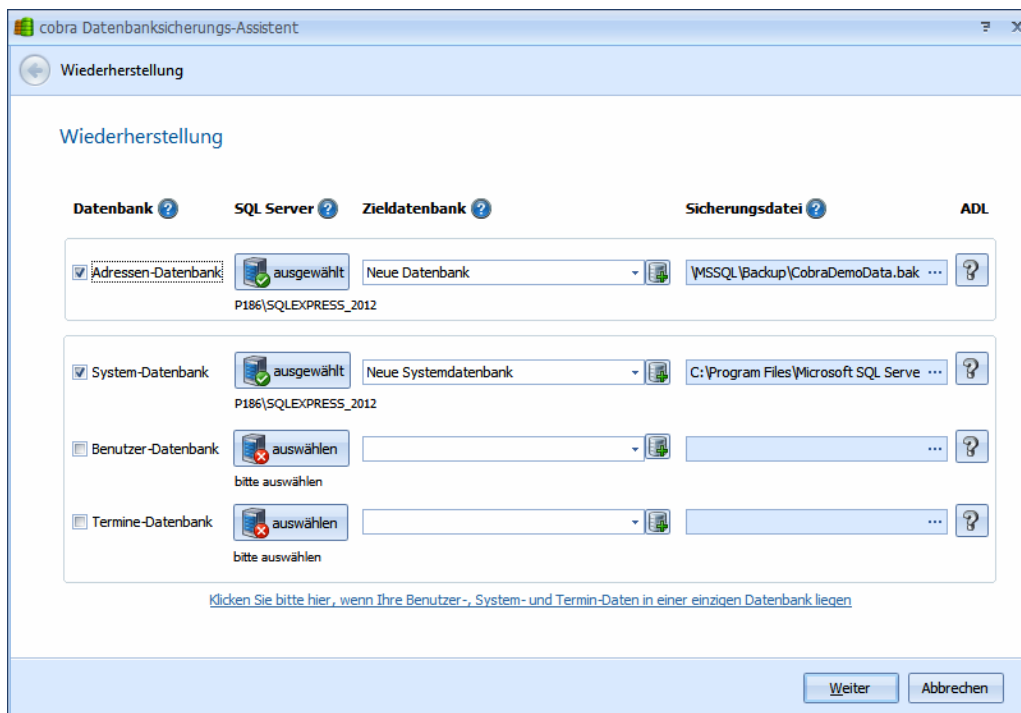 cobra Datenbanksicherungs-Assistent
Wiederherstellung
Wiederherstellung
Datenbank ? SQL Server ? Zieldatenbank ? Sicherungsdatei ? ADL
Adressen-Datenbank ausgewählt Neue Datenbank \MSSQL\Backup\CobraDemoData.bak ... ?
P186\SQLEXPRESS_2012
System-Datenbank ausgewählt Neue Systemdatenbank C:\Program Files\Microsoft SQL Serve ... ?
P186\SQLEXPRESS_2012
Benutzer-Datenbank auswählen ... ?
bitte auswählen
Termine-Datenbank auswählen ... ?
bitte auswählen
Klicken Sie bitte hier, wenn Ihre Benutzer-, System- und Termin-Daten in einer einzigen Datenbank liegen
Weiter Abbrechen